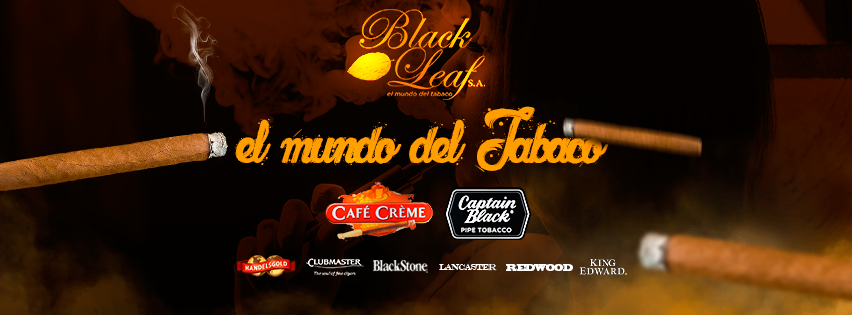 Black
Leaf S.A.
el mundo del tabaco
el mundo del Tabaco
CAFÉ CRÈME
Captain
Black
PIPE TOBACCO
HANDELSGOLD
CLUBMASTER
The soul of fine cigars
BlackStone
LANCASTER
REDWOOD
KING
EDWARD.